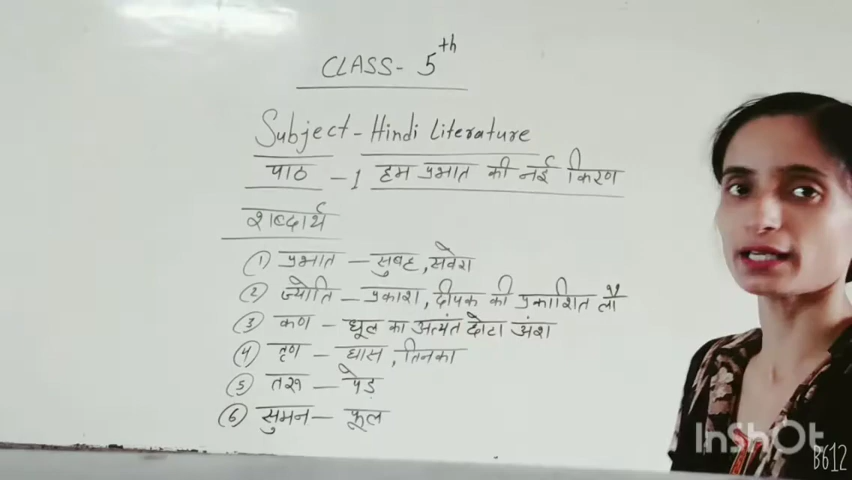 CLASS- 5th
Subject - Hindi Literature
पाठ - 1 हम प्रभात की नई किरण
शब्दार्थ
① प्रभात — सुबह, सवेरा
② ज्योति — प्रकाश, दीपक की प्रकाशित लौ
③ कण — धूल का अत्यंत छोटा अंश
④ तृण — घास, तिनका
⑤ तरु — पेड़
⑥ सुमन — फूल
InShOt
B612